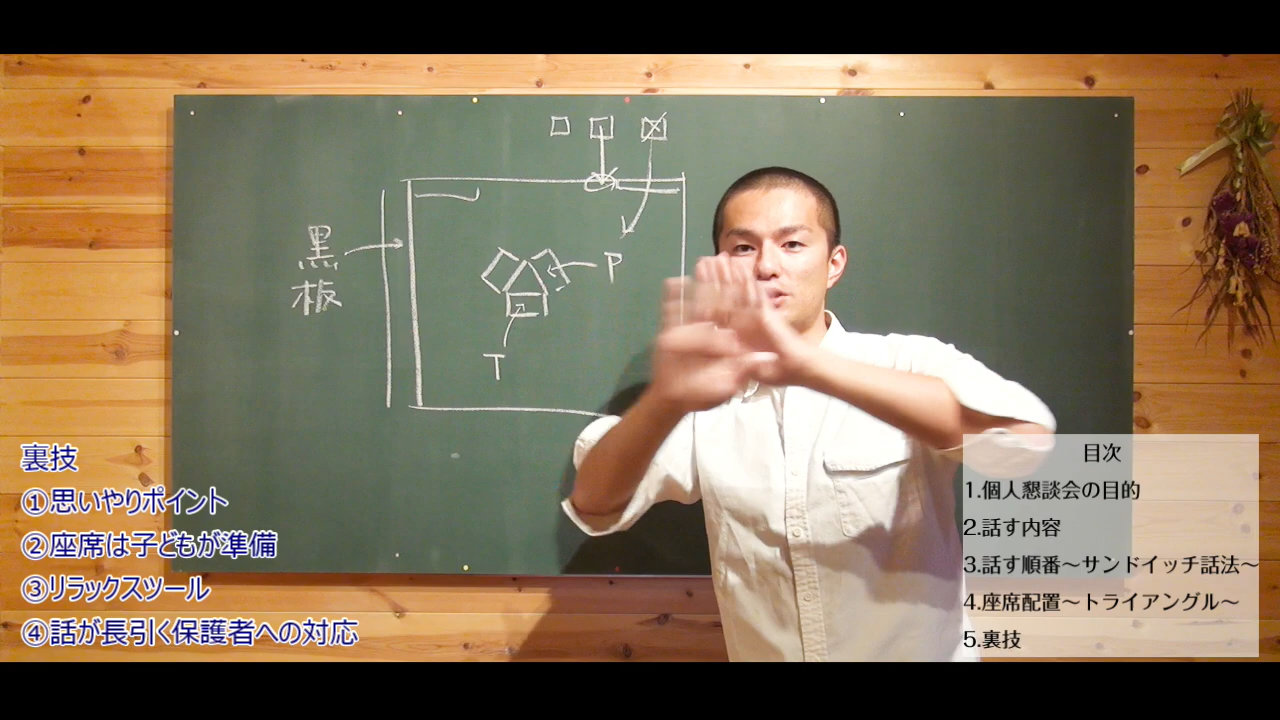 黒
板
P
T
裏技
①思いやりポイント
②座席は子どもが準備
③リラックスツール
④話が長引く保護者への対応
目次
1.個人懇談会の目的
2.話す内容
3.話す順番～サンドイッチ話法～
4.座席配置～トライアングル～
5.裏技